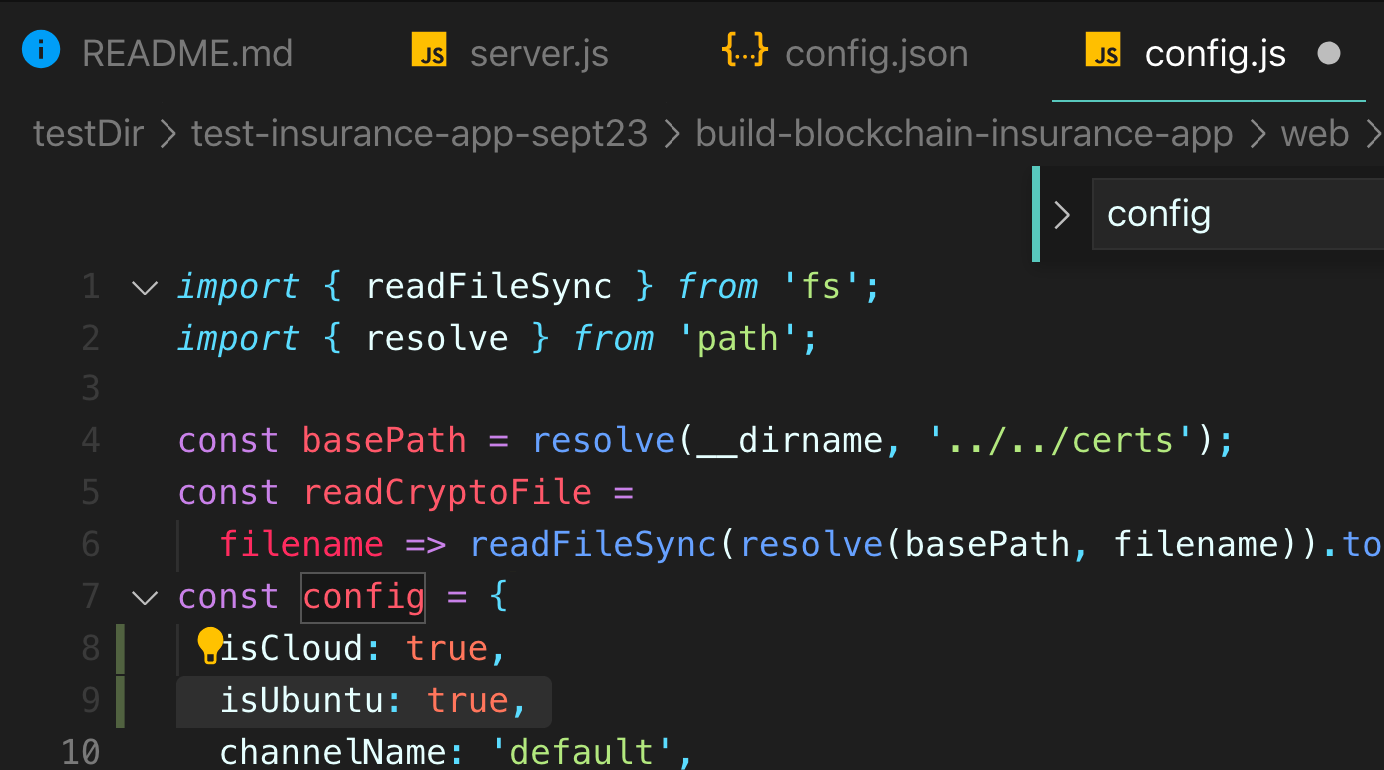 README.md JS server.js {...} config.json JS config.js
testDir > test-insurance-app-sept23 > build-blockchain-insurance-app > web >
config
1 import { readFileSync } from 'fs';
2 import { resolve } from 'path';
3
4 const basePath = resolve(__dirname, '../../certs');
5 const readCryptoFile =
6 filename => readFileSync(resolve(basePath, filename)).to
7 const config = {
8 isCloud: true,
9 isUbuntu: true,
10 channelName: 'default',